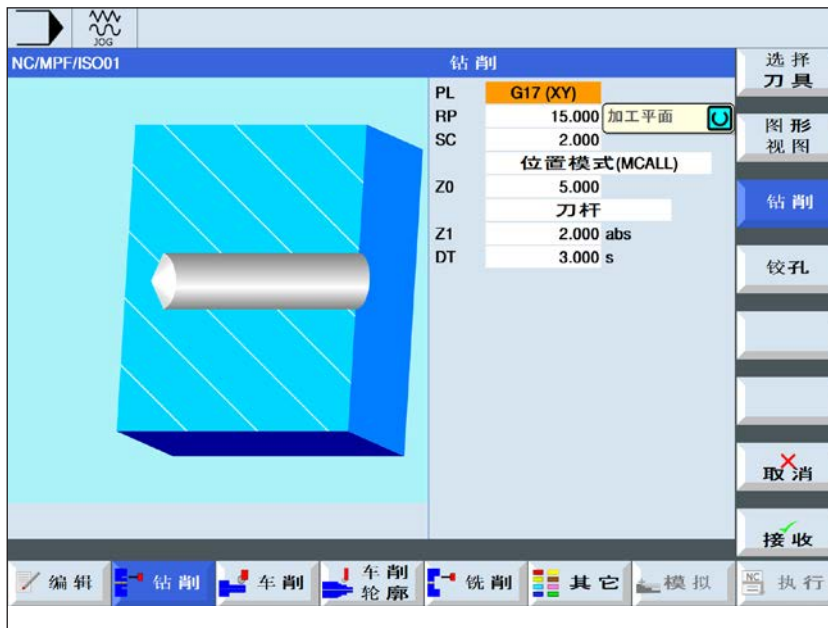 JOG
NC/MPF/ISO01
钻削
PL G17 (XY)
RP 15.000 加工平面
SC 2.000
位置模式(MCALL)
Z0 5.000
刀杆
Z1 2.000 abs
DT 3.000 s
选择
刀具
图形
视图
钻削
铰孔
取消
接收
编辑
钻削
车削
车削
轮廓
铣削
其它
模拟
NC
执行